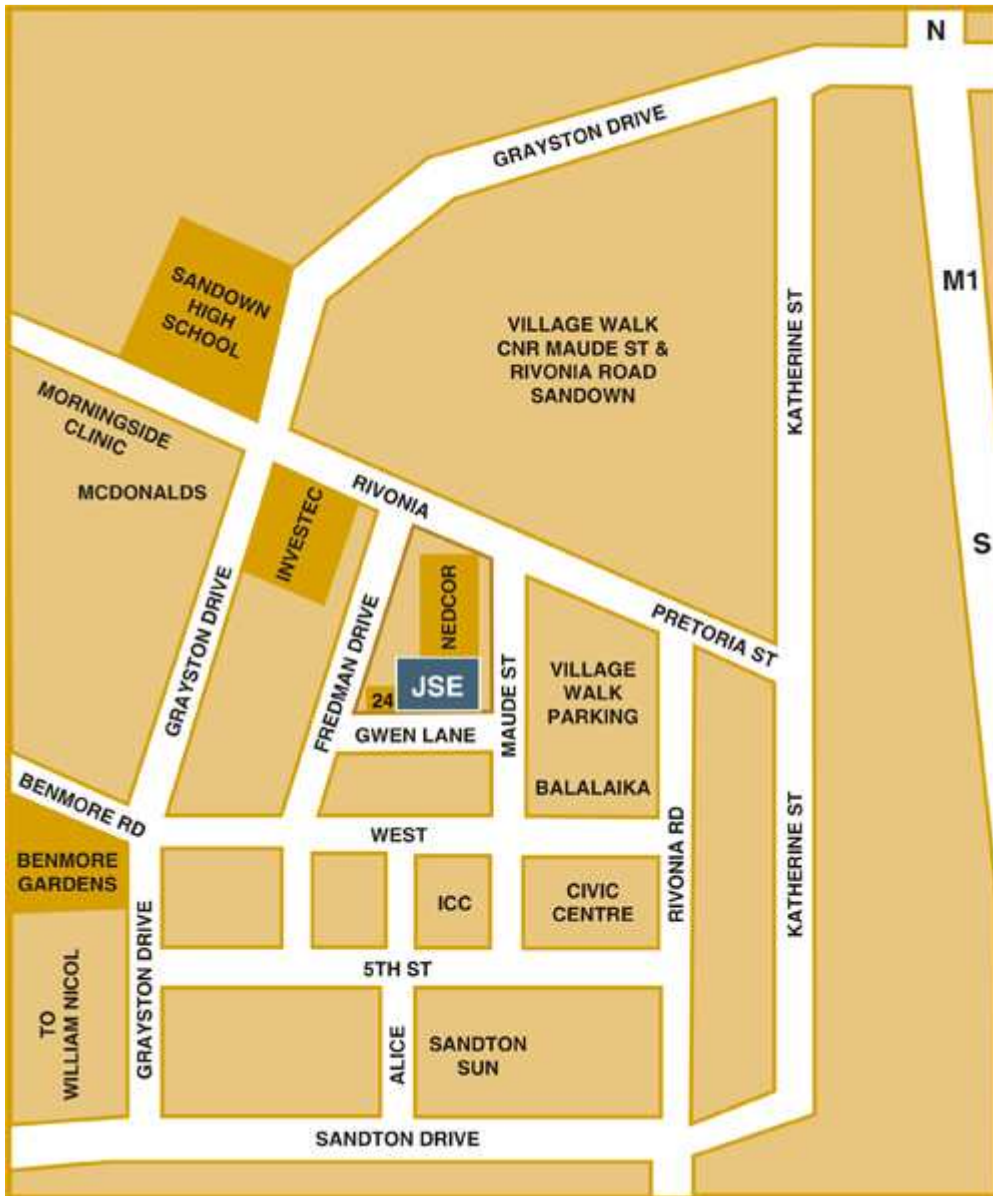 N
GRAYSTON DRIVE
M1
SANDOWN
HIGH
SCHOOL
VILLAGE WALK
CNR MAUDE ST &
RIVONIA ROAD
SANDOWN
KATHERINE ST
MORNINGSIDE
CLINIC
MCDONALDS
RIVONIA
INVESTEC
S
NEDCOR
GRAYSTON DRIVE
FREDMAN DRIVE
PRETORIA ST
JSE
24
MAUDE ST
VILLAGE
WALK
PARKING
GWEN LANE
BALALAIKA
BENMORE RD
WEST
BENMORE
GARDENS
ICC
CIVIC
CENTRE
RIVONIA RD
KATHERINE ST
GRAYSTON DRIVE
5TH ST
TO
WILLIAM NICOL
ALICE
SANDTON
SUN
SANDTON DRIVE